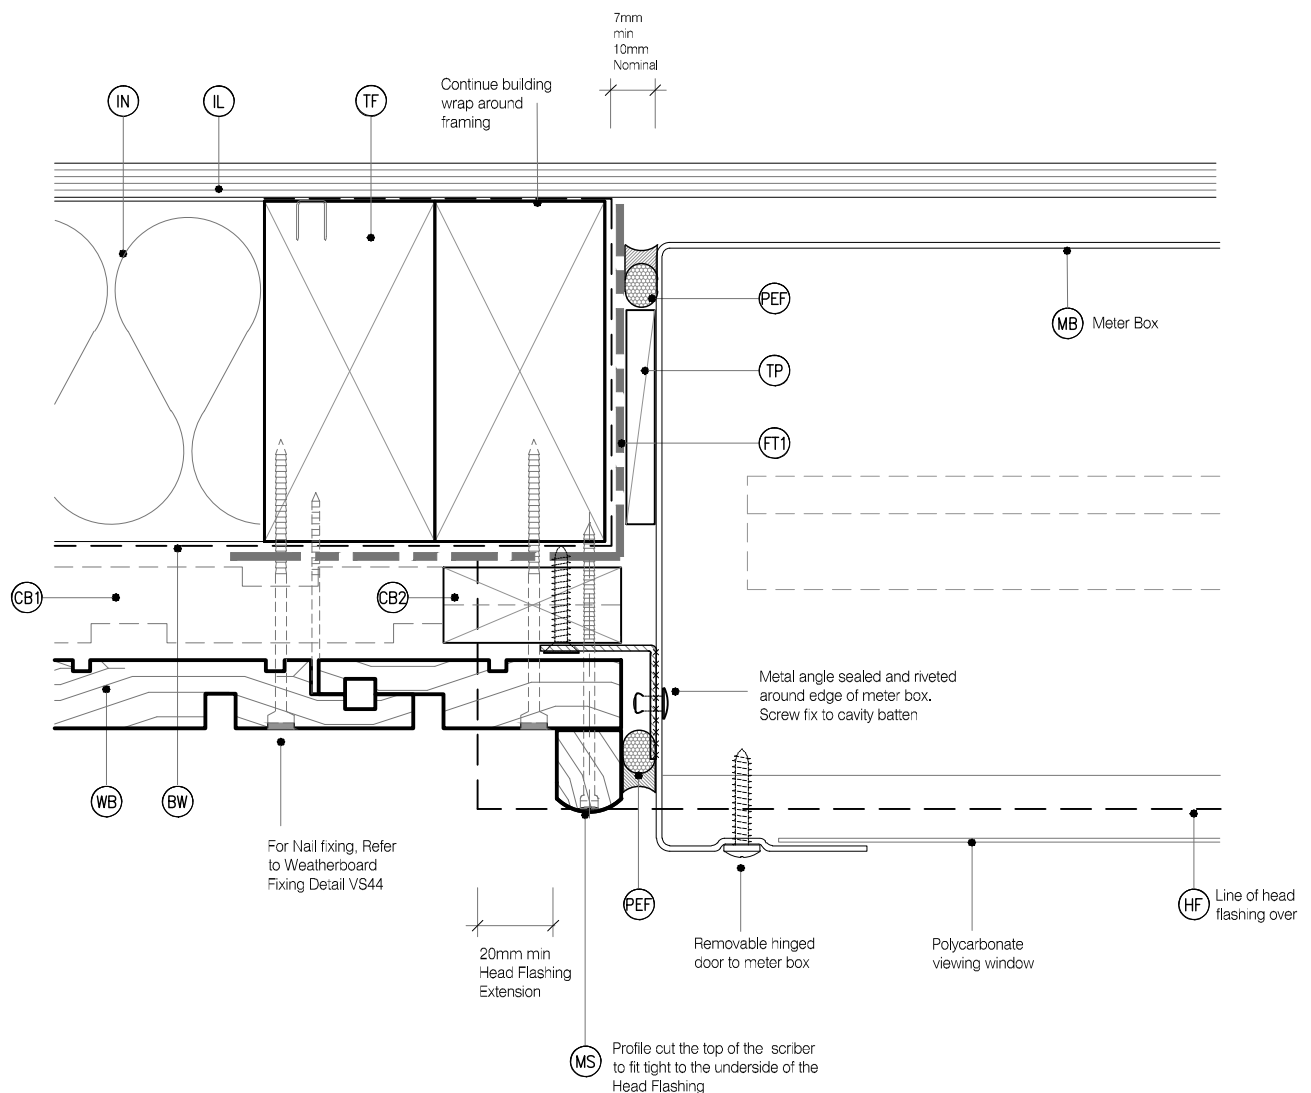 7mm
min
10mm
Nominal
IN
IL
TF
Continue building
wrap around
framing
PEF
MB
Meter Box
TP
FT1
CB1
CB2
Metal angle sealed and riveted
around edge of meter box.
Screw fix to cavity batten
WB
BW
For Nail fixing, Refer
to Weatherboard
Fixing Detail VS44
PEF
HF
Line of head
flashing over
20mm min
Head Flashing
Extension
Removable hinged
door to meter box
Polycarbonate
viewing window
MS
Profile cut the top of the scriber
to fit tight to the underside of the
Head Flashing